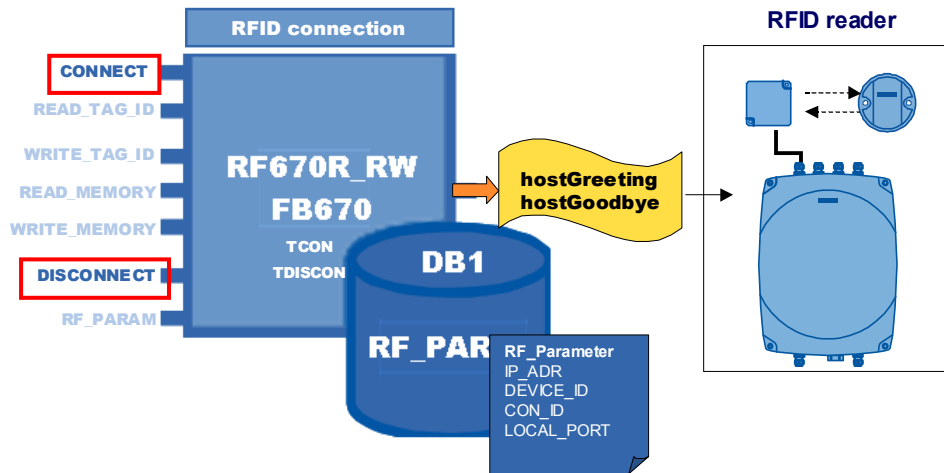 RFID connection
RFID reader
CONNECT
READ_TAG_ID
WRITE_TAG_ID
READ_MEMORY
WRITE_MEMORY
DISCONNECT
RF_PARAM
RF670R_RW
FB670
TCON
TDISCON
hostGreeting
hostGoodbye
DB1
RF_PAR
RF_Parameter
IP_ADR
DEVICE_ID
CON_ID
LOCAL_PORT